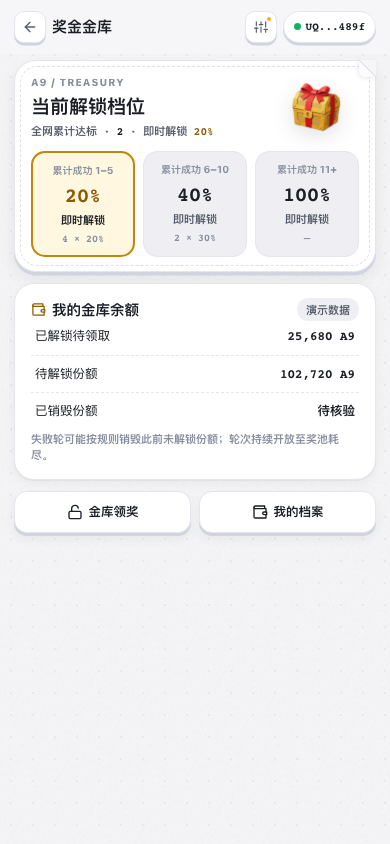 奖金金库
UQ...489f
A9 / TREASURY
当前解锁档位
全网累计达标 · 2 · 即时解锁 20%
累计成功 1–5
20%
即时解锁
4 × 20%
累计成功 6–10
40%
即时解锁
2 × 30%
累计成功 11+
100%
即时解锁
—
我的金库余额
演示数据
已解锁待领取 25,680 A9
待解锁份额 102,720 A9
已销毁份额 待核验
失败轮可能按规则销毁此前未解锁份额；轮次持续开放至奖池耗
尽。
金库领奖
我的档案